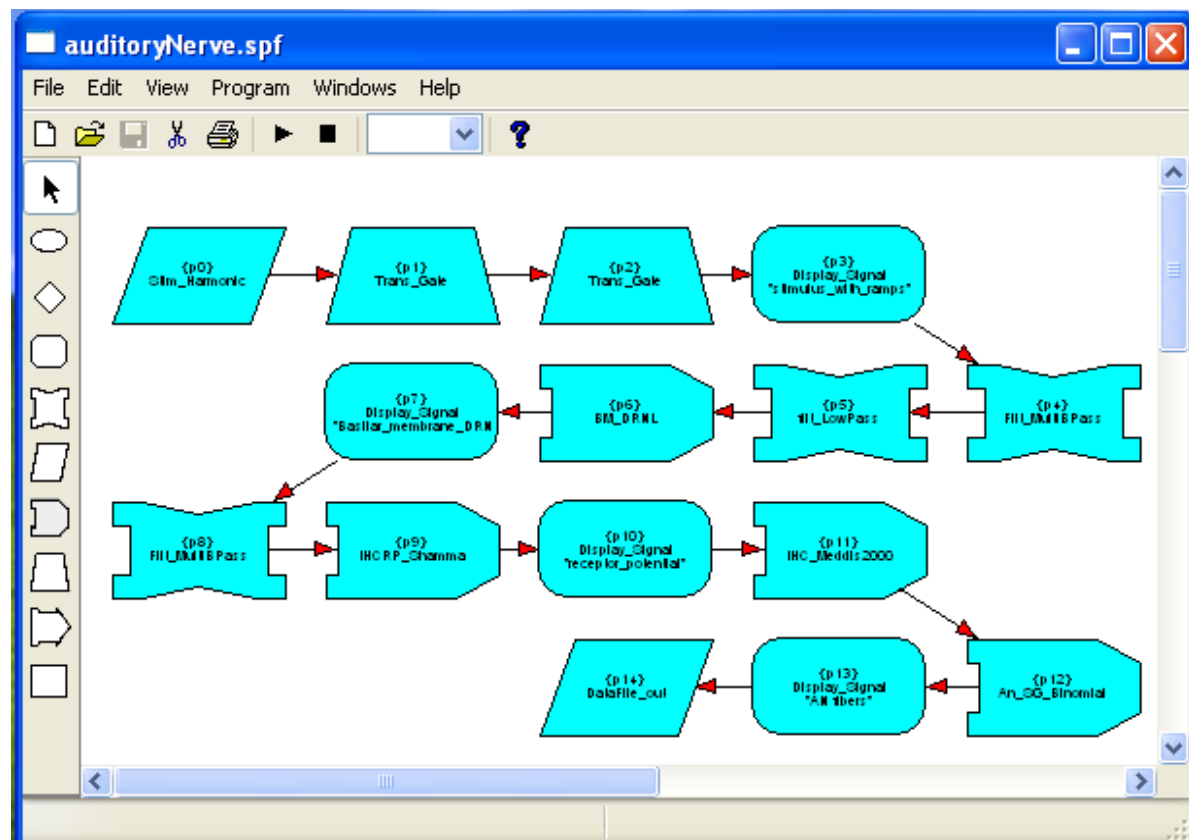 auditoryNerve.spf
File Edit View Program Windows Help
{p0}
Stim_Harmonic
{p1}
Trans_Gate
{p2}
Trans_Gate
{p3}
Display_Signal
"stimulus_with_ramps"
{p7}
Display_Signal
"Basilar_membrane_DRN
{p6}
BM_DRNL
{p5}
Filt_LowPass
{p4}
Filt_MultiBPass
{p8}
Filt_MultiBPass
{p9}
IHCRP_Shamma
{p10}
Display_Signal
"receptor_potential"
{p11}
IHC_Meddis2000
{p14}
DataFile_out
{p13}
Display_Signal
"AN fibers"
{p12}
An_SG_Binomial